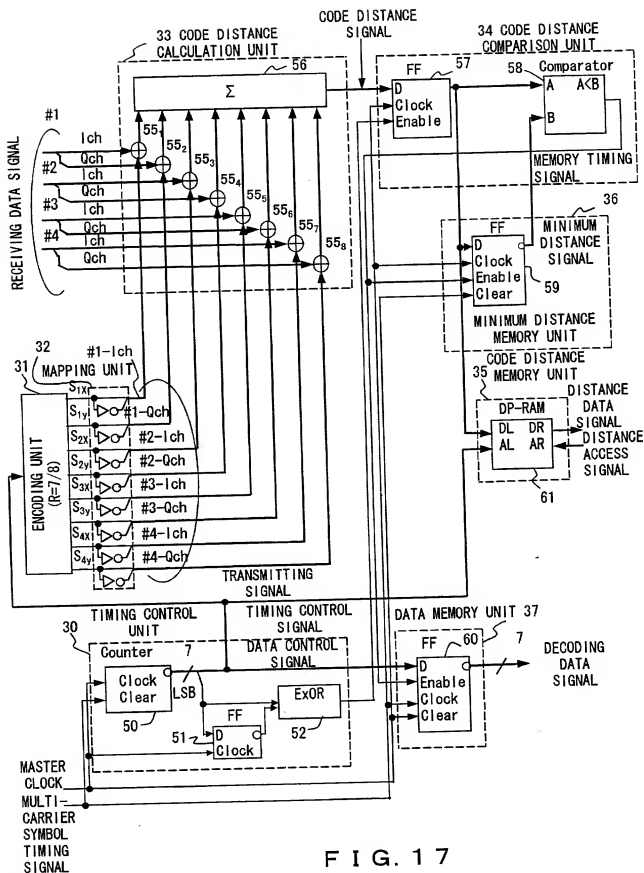 33 CODE DISTANCE
CALCULATION UNIT
CODE DISTANCE
SIGNAL
34 CODE DISTANCE
COMPARISON UNIT
56
Σ
FF
57
D
Clock
Enable
58
Comparator
A
A<B
B
MEMORY TIMING
SIGNAL
RECEIVING DATA SIGNAL
#1
Ich
Qch
#2
Ich
Qch
#3
Ich
Qch
#4
Ich
Qch
55₁
55₂
55₃
55₄
55₅
55₆
55₇
55₈
36
FF
MINIMUM
DISTANCE
SIGNAL
D
Clock
Enable
Clear
59
MINIMUM DISTANCE
MEMORY UNIT
CODE DISTANCE
MEMORY UNIT
35
DP-RAM
DL DR
AL AR
61
DISTANCE
DATA
SIGNAL
DISTANCE
ACCESS
SIGNAL
32
#1-Ich
31
MAPPING UNIT
ENCODING UNIT
(R=7/8)
S1X
S1y
S2X
S2y
S3X
S3y
S4X
S4y
#1-Qch
#2-Ich
#2-Qch
#3-Ich
#3-Qch
#4-Ich
#4-Qch
TRANSMITTING
SIGNAL
TIMING CONTROL
UNIT
TIMING CONTROL
SIGNAL
30
Counter
DATA CONTROL
SIGNAL
Clock
Clear
50
7
LSB
FF
51
D
Clock
ExOR
52
DATA MEMORY UNIT 37
FF
60
D
Enable
Clock
Clear
7
DECODING
DATA
SIGNAL
MASTER
CLOCK
MULTI-
CARRIER
SYMBOL
TIMING
SIGNAL
FIG. 17